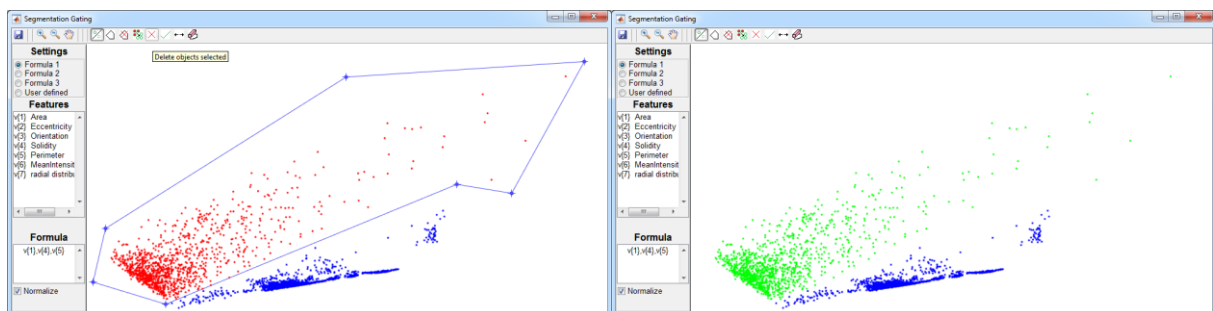 Segmentation Gating
Delete objects selected
Settings
Formula 1
Formula 2
Formula 3
User defined
Features
v{1} Area
v{2} Eccentricity
v{3} Orientation
v{4} Solidity
v{5} Perimeter
v{6} MeanIntensit
v{7} radial distribu
Formula
v{1},v{4},v{5}
Normalize
Segmentation Gating
Settings
Formula 1
Formula 2
Formula 3
User defined
Features
v{1} Area
v{2} Eccentricity
v{3} Orientation
v{4} Solidity
v{5} Perimeter
v{6} MeanIntensit
v{7} radial distribu
Formula
v{1},v{4},v{5}
Normalize